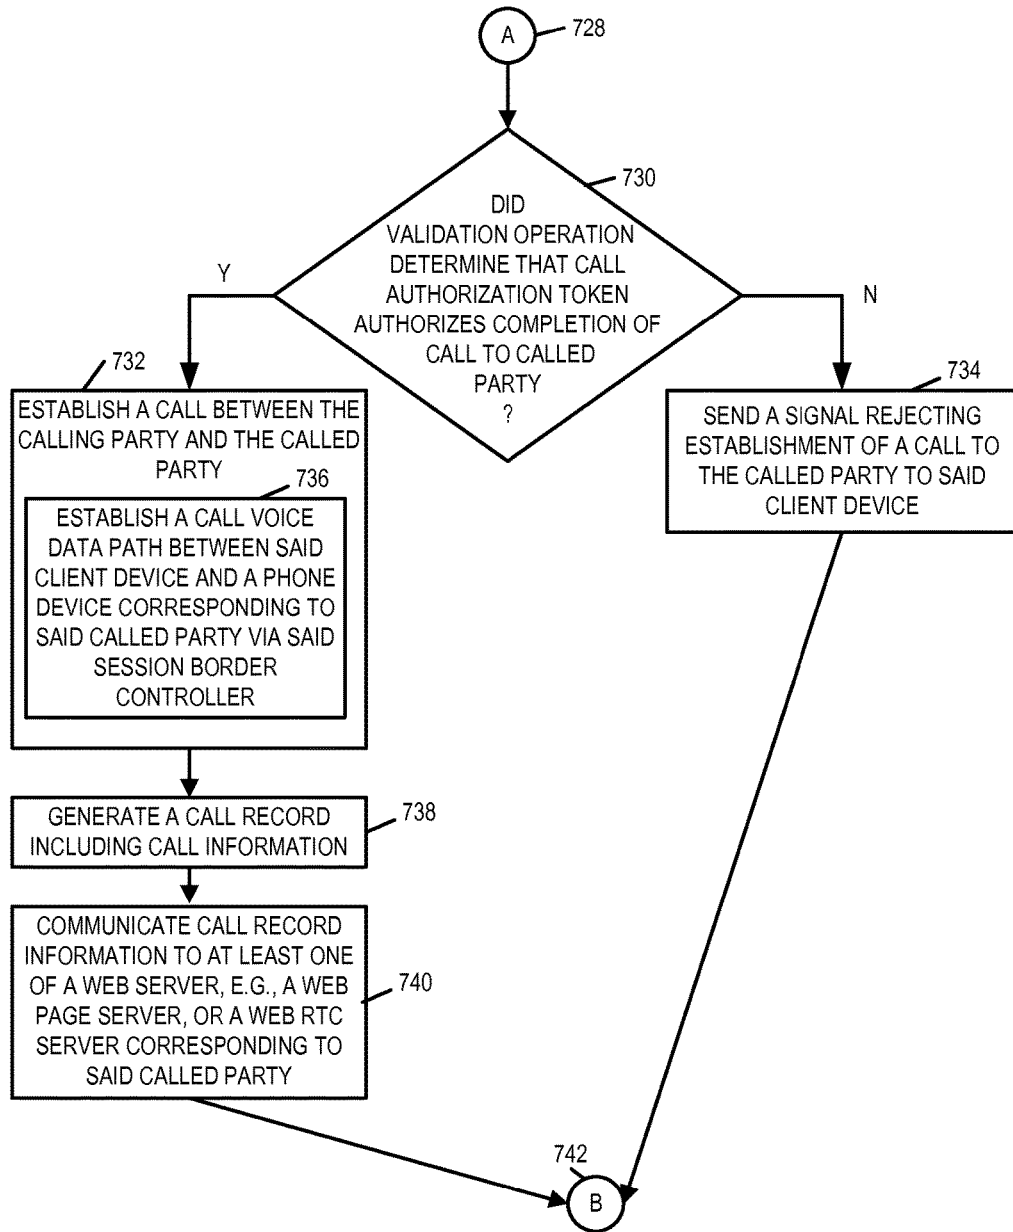 A
728
730
DID
VALIDATION OPERATION
DETERMINE THAT CALL
AUTHORIZATION TOKEN
AUTHORIZES COMPLETION OF
CALL TO CALLED
PARTY
?
Y
N
732
ESTABLISH A CALL BETWEEN THE
CALLING PARTY AND THE CALLED
PARTY
736
ESTABLISH A CALL VOICE
DATA PATH BETWEEN SAID
CLIENT DEVICE AND A PHONE
DEVICE CORRESPONDING TO
SAID CALLED PARTY VIA SAID
SESSION BORDER
CONTROLLER
734
SEND A SIGNAL REJECTING
ESTABLISHMENT OF A CALL TO
THE CALLED PARTY TO SAID
CLIENT DEVICE
GENERATE A CALL RECORD
INCLUDING CALL INFORMATION
738
COMMUNICATE CALL RECORD
INFORMATION TO AT LEAST ONE
OF A WEB SERVER, E.G., A WEB
PAGE SERVER, OR A WEB RTC
SERVER CORRESPONDING TO
SAID CALLED PARTY
740
742
B